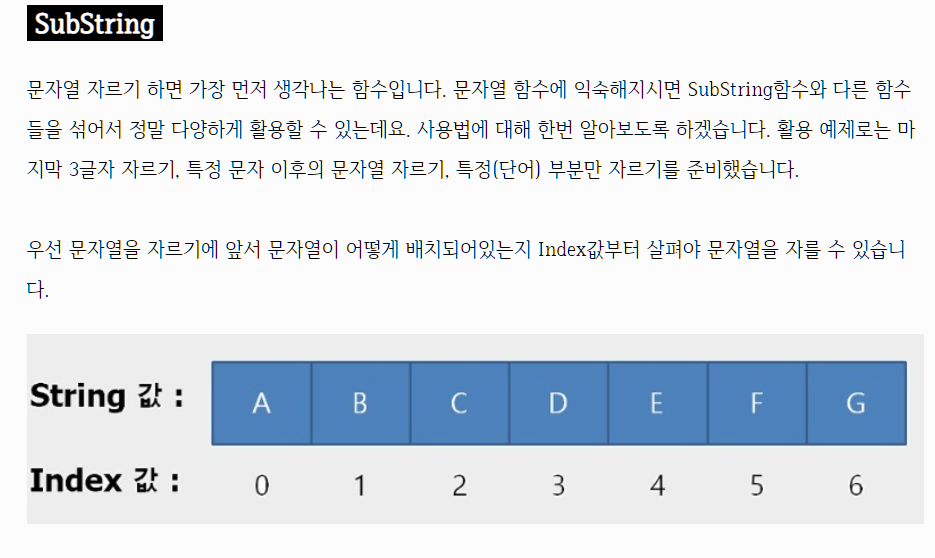 SubString
문자열 자르기 하면 가장 먼저 생각나는 함수입니다. 문자열 함수에 익숙해지시면 SubString함수와 다른 함수
들을 섞어서 정말 다양하게 활용할 수 있는데요. 사용법에 대해 한번 알아보도록 하겠습니다. 활용 예제로는 마
지막 3글자 자르기, 특정 문자 이후의 문자열 자르기, 특정(단어) 부분만 자르기를 준비했습니다.
우선 문자열을 자르기에 앞서 문자열이 어떻게 배치되어있는지 Index값부터 살펴야 문자열을 자를 수 있습니
다.
String 값 : A B C D E F G
Index 값 : 0 1 2 3 4 5 6